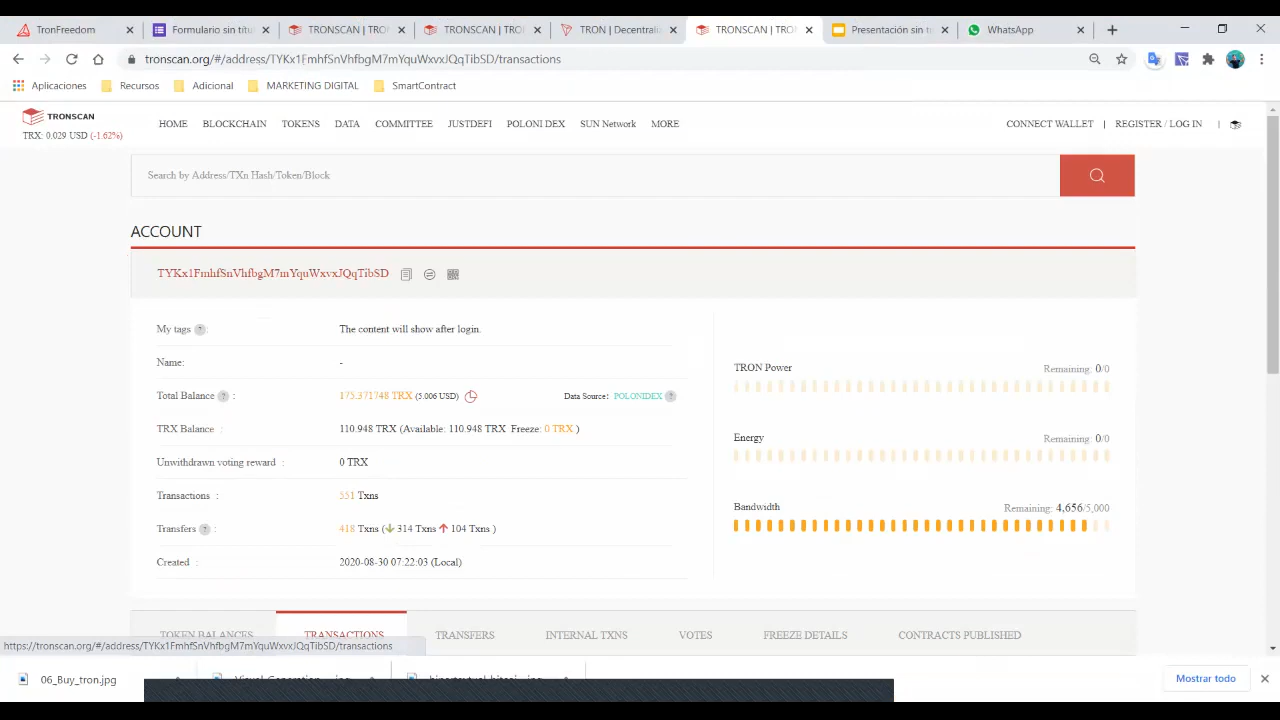 TronFreedom
Formulario sin títu
TRONSCAN | TRO
TRONSCAN | TRO
TRON | Decentrali
TRONSCAN | TRO
Presentación sin t
WhatsApp
tronscan.org/#/address/TYKx1FmhfSnVhfbgM7mYquWxvxJQqTibSD/transactions
Aplicaciones
Recursos
Adicional
MARKETING DIGITAL
SmartContract
TRONSCAN
TRX: 0.029 USD (-1.62%)
HOME
BLOCKCHAIN
TOKENS
DATA
COMMITTEE
JUSTDEFI
POLONI DEX
SUN Network
MORE
CONNECT WALLET | REGISTER / LOG IN |
Search by Address/TXn Hash/Token/Block
ACCOUNT
TYKx1FmhfSnVhfbgM7mYquWxvxJQqTibSD
My tags ? :
The content will show after login.
Name:
-
Total Balance ? :
175.371748 TRX (5.006 USD)
Data Source: POLONIDEX ?
TRX Balance :
110.948 TRX (Available: 110.948 TRX Freeze: 0 TRX )
Unwithdrawn voting reward :
0 TRX
Transactions :
551 Txns
Transfers ? :
418 Txns ( 314 Txns 104 Txns )
Created :
2020-08-30 07:22:03 (Local)
TRON Power
Remaining: 0/0
Energy
Remaining: 0/0
Bandwidth
Remaining: 4,656/5,000
TOKEN BALANCES
TRANSACTIONS
TRANSFERS
INTERNAL TXNS
VOTES
FREEZE DETAILS
CONTRACTS PUBLISHED
https://tronscan.org/#/address/TYKx1FmhfSnVhfbgM7mYquWxvxJQqTibSD/transactions
06_Buy_tron.jpg
Mostrar todo